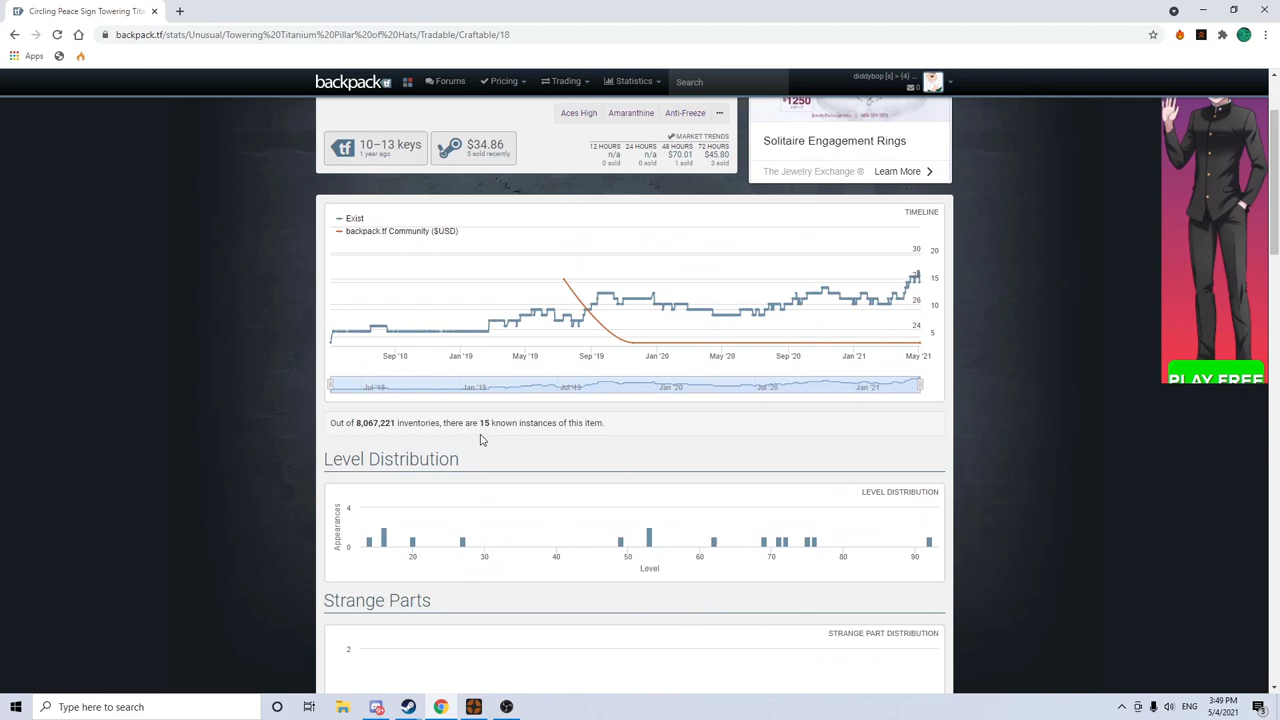 Circling Peace Sign Towering Tita
backpack.tf/stats/Unusual/Towering%20Titanium%20Pillar%20of%20Hats/Tradable/Craftable/18
Apps
backpack.tf
Forums
Pricing
Trading
Statistics
Search
diddybop [s] > {4} ...
0
Aces High
Amaranthine
Anti-Freeze
$1250
Solitaire Engagement Rings
The Jewelry Exchange ®
Learn More
10–13 keys
1 year ago
$34.86
5 sold recently
MARKET TRENDS
12 HOURS 24 HOURS 48 HOURS 72 HOURS
n/a n/a $70.01 $45.80
0 sold 0 sold 1 sold 3 sold
TIMELINE
Exist
backpack.tf Community ($USD)
30 20
15
26 10
24 5
Sep '18 Jan '19 May '19 Sep '19 Jan '20 May '20 Sep '20 Jan '21 May '21
Jul '18 Jan '19 Jul '19 Jan '20 Jul '20 Jan '21
Out of 8,067,221 inventories, there are 15 known instances of this item.
Level Distribution
LEVEL DISTRIBUTION
Appearances
4
0
20 30 40 50 60 70 80 90
Level
Strange Parts
STRANGE PART DISTRIBUTION
2
PLAY FREE
Type here to search
ENG
3:49 PM
5/4/2021
3